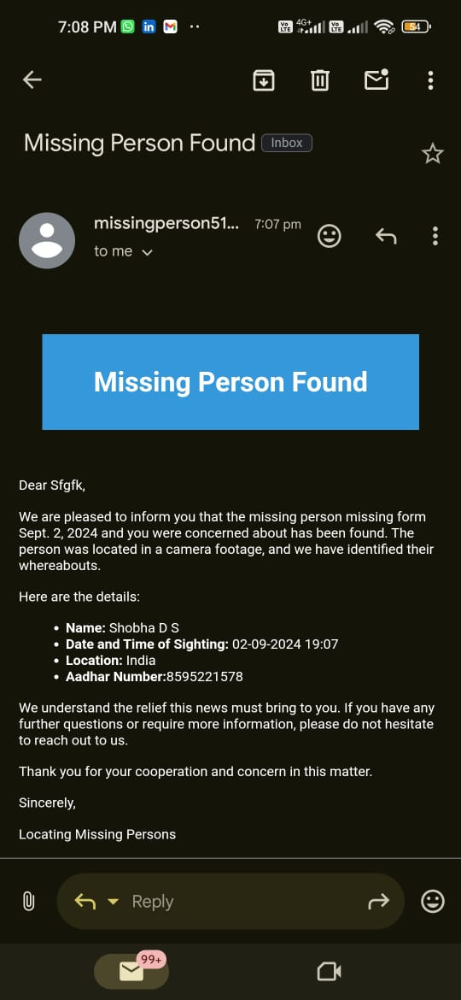 7:08 PM
Vo LTE 4G+ Vo LTE 54
Missing Person Found Inbox
missingperson51... 7:07 pm
to me
Missing Person Found
Dear Sfgfk,
We are pleased to inform you that the missing person missing form
Sept. 2, 2024 and you were concerned about has been found. The
person was located in a camera footage, and we have identified their
whereabouts.
Here are the details:
• Name: Shobha D S
• Date and Time of Sighting: 02-09-2024 19:07
• Location: India
• Aadhar Number:8595221578
We understand the relief this news must bring to you. If you have any
further questions or require more information, please do not hesitate
to reach out to us.
Thank you for your cooperation and concern in this matter.
Sincerely,
Locating Missing Persons
Reply
99+